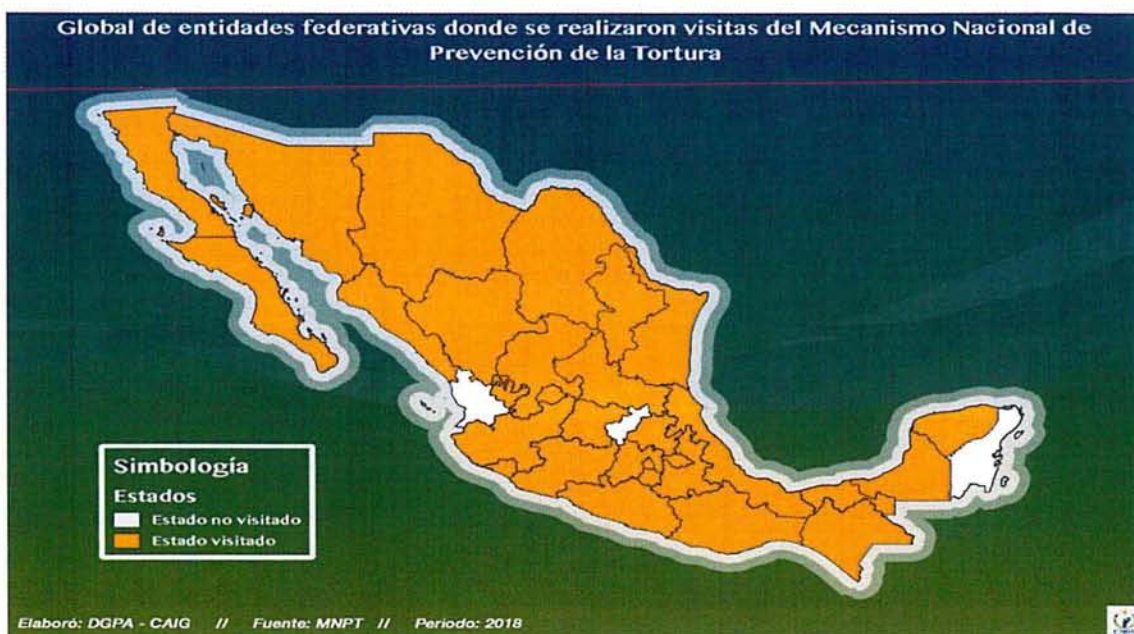 Global de entidades federativas donde se realizaron visitas del Mecanismo Nacional de
Prevención de la Tortura
Simbología
Estados
Estado no visitado
Estado visitado
Elaboró: DGPA - CAIG // Fuente: MNPT // Periodo: 2018